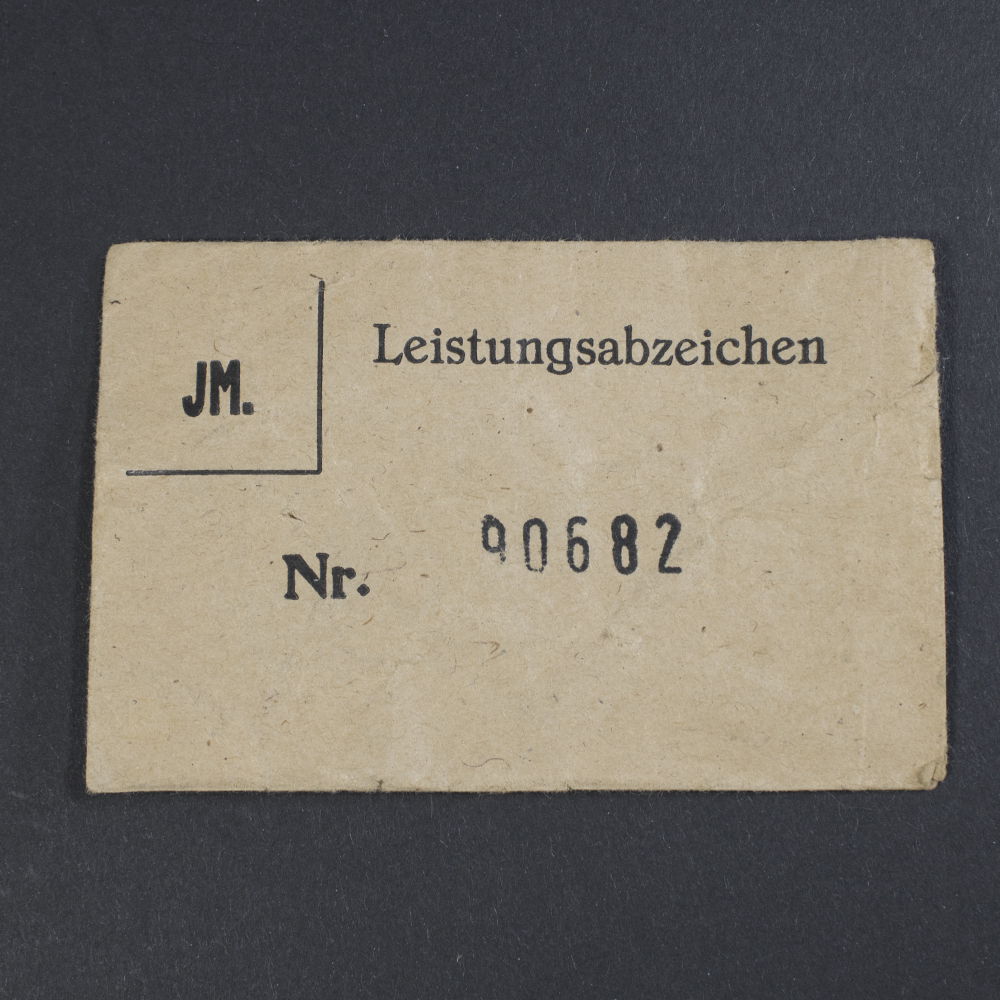 JM.
Leistungsabzeichen
Nr. 90682